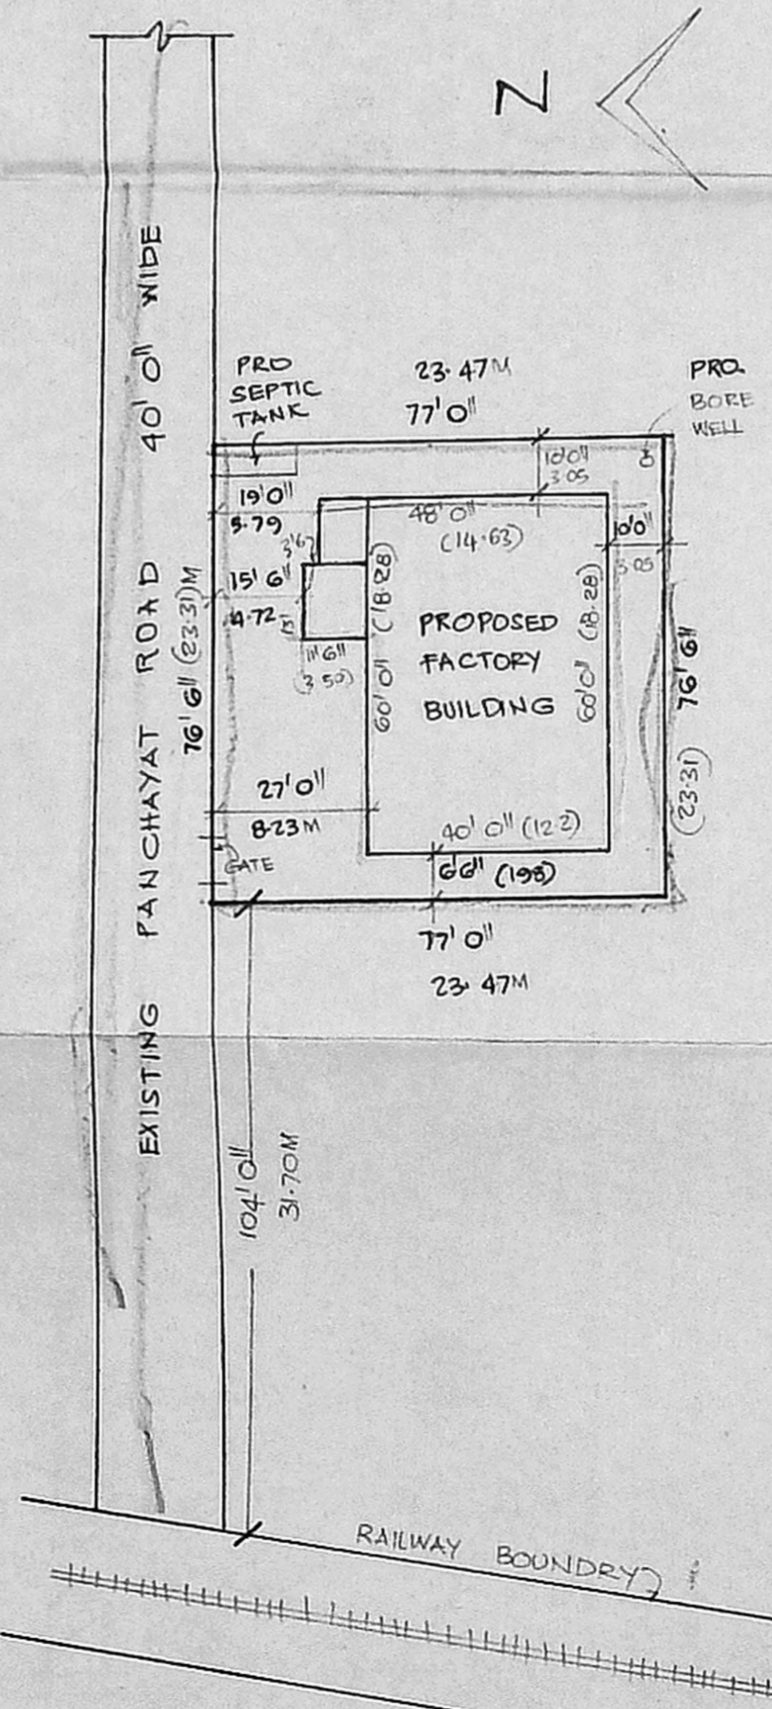 N
EXISTING PANCHAYAT ROAD 40' 0" WIDE
PRO
SEPTIC
TANK
23.47M
77'0"
PRO.
BORE
WELL
10'0"
3.05
19'0"
5.79
48'0"
(14.63)
10'0"
3.05
3'6"
15' 6"
4.72
11'6"
(3.50)
60'0" (18.28)
PROPOSED
FACTORY
BUILDING
60'0" (18.28)
76'6" (23.31)M
76'6"
(23.31)
27'0"
8.23M
40' 0" (12.2)
GATE
6'6" (198)
77' 0"
23.47M
104'0"
31.70M
RAILWAY BOUNDRY